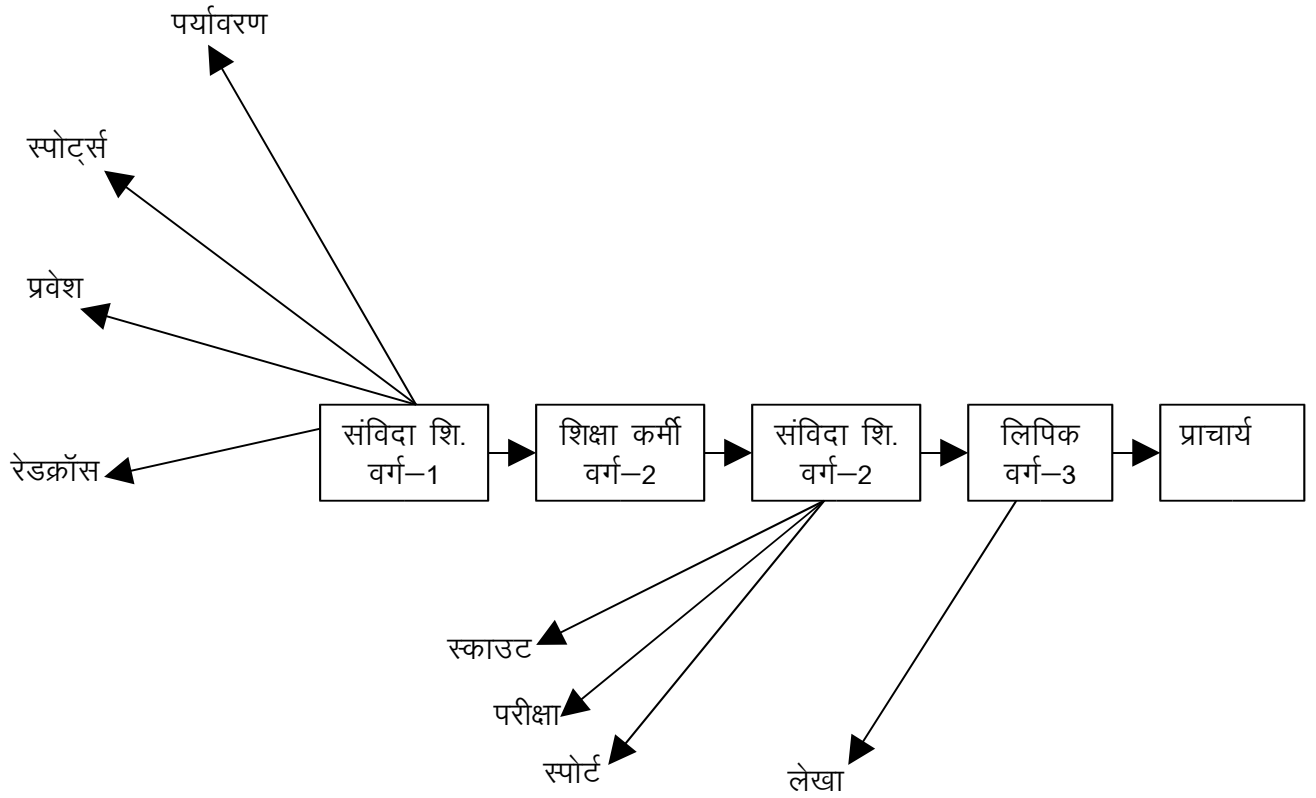 पर्यावरण
स्पोर्ट्स
प्रवेश
रेडक्रॉस
संविदा शि.
वर्ग–1
शिक्षा कर्मी
वर्ग–2
संविदा शि.
वर्ग–2
लिपिक
वर्ग–3
प्राचार्य
स्काउट
परीक्षा
स्पोर्ट
लेखा